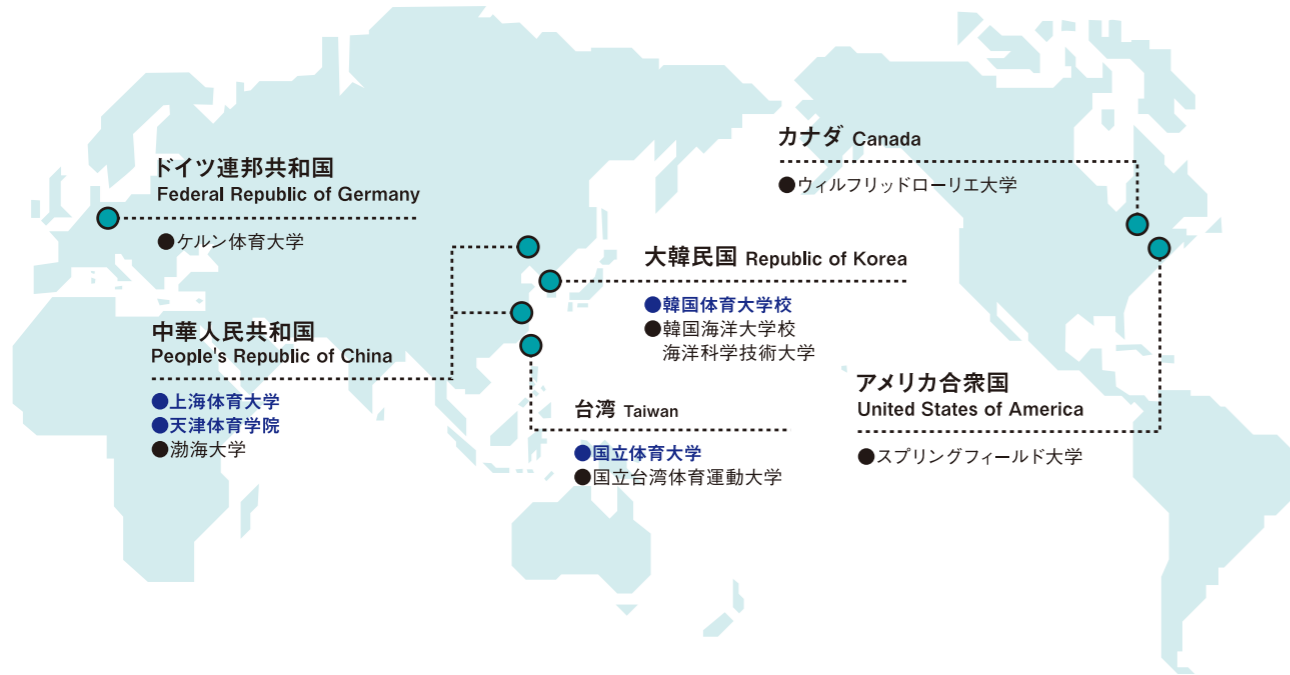 ドイツ連邦共和国
Federal Republic of Germany
●ケルン体育大学
中華人民共和国
People's Republic of China
●上海体育大学
●天津体育学院
●渤海大学
大韓民国 Republic of Korea
●韓国体育大学校
●韓国海洋大学校
海洋科学技術大学
台湾 Taiwan
●国立体育大学
●国立台湾体育運動大学
カナダ Canada
●ウィルフリッドローリエ大学
アメリカ合衆国
United States of America
●スプリングフィールド大学